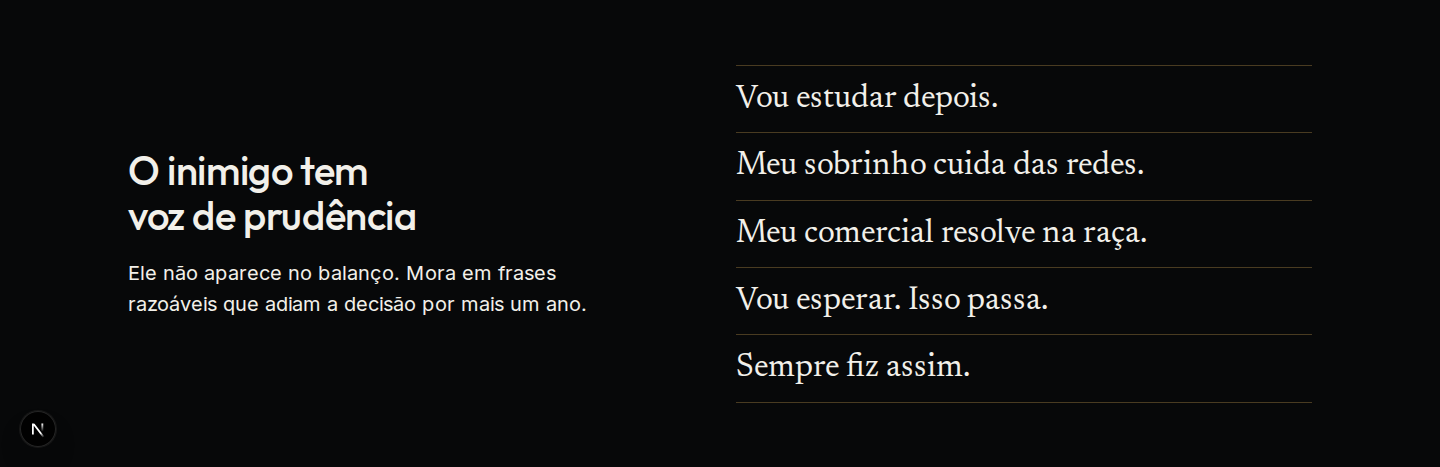 O inimigo tem
voz de prudência
Ele não aparece no balanço. Mora em frases
razoáveis que adiam a decisão por mais um ano.
Vou estudar depois.
Meu sobrinho cuida das redes.
Meu comercial resolve na raça.
Vou esperar. Isso passa.
Sempre fiz assim.
N